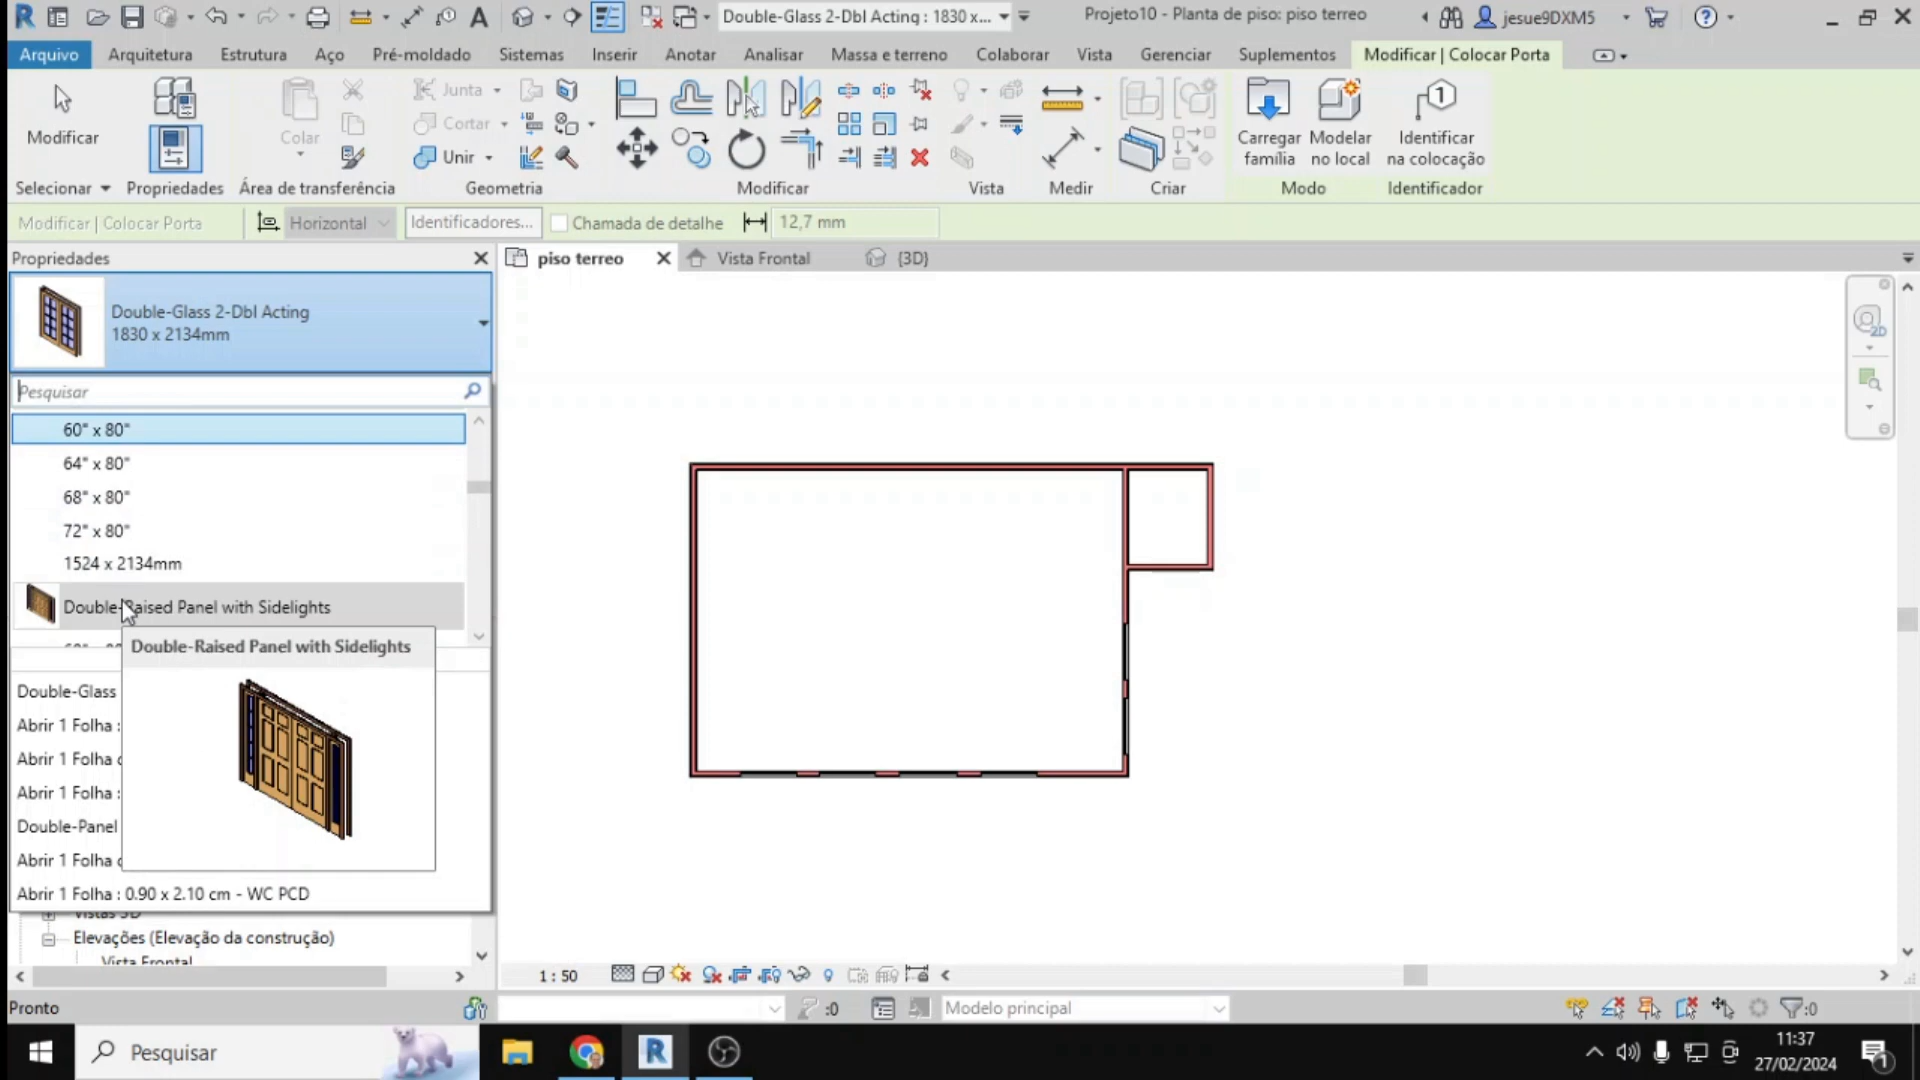 Double-Glass 2-Dbl Acting : 1830 x...
Projeto10 - Planta de piso: piso terreo
jesue9DXM5
Arquivo
Arquitetura
Estrutura
Aço
Pré-moldado
Sistemas
Inserir
Anotar
Analisar
Massa e terreno
Colaborar
Vista
Gerenciar
Suplementos
Modificar | Colocar Porta
Modificar
Colar
Junta
Cortar
Unir
Carregar
família
Modelar
no local
Identificar
na colocação
Selecionar
Propriedades
Área de transferência
Geometria
Modificar
Vista
Medir
Criar
Modo
Identificador
Modificar | Colocar Porta
Horizontal
Identificadores...
Chamada de detalhe
12,7 mm
Propriedades
piso terreo
Vista Frontal
{3D}
Double-Glass 2-Dbl Acting
1830 x 2134mm
Pesquisar
60" x 80"
64" x 80"
68" x 80"
72" x 80"
1524 x 2134mm
Double-Raised Panel with Sidelights
Double-Raised Panel with Sidelights
Double-Glass
Abrir 1 Folha :
Abrir 1 Folha
Abrir 1 Folha :
Double-Panel
Abrir 1 Folha
Abrir 1 Folha : 0.90 x 2.10 cm - WC PCD
Vistas 3D
Elevações (Elevação da construção)
Vista Frontal
1 : 50
Pronto
:0
Modelo principal
:0
Pesquisar
11:37
27/02/2024
1